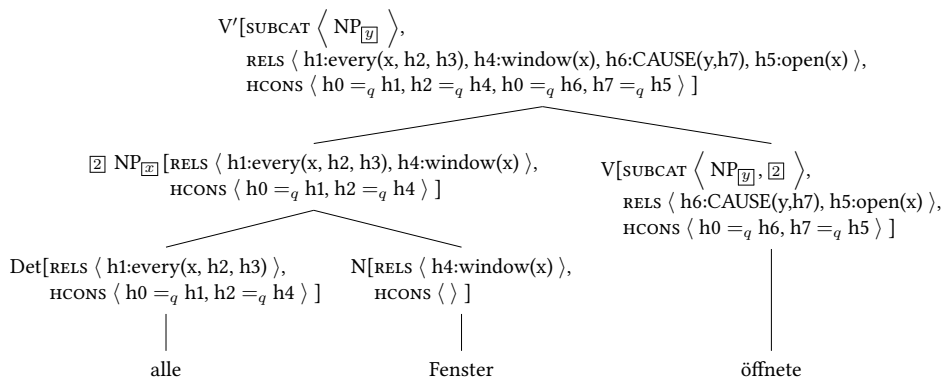 V′[SUBCAT ⟨ NP[y] ⟩,
RELS ⟨ h1:every(x, h2, h3), h4:window(x), h6:CAUSE(y,h7), h5:open(x) ⟩,
HCONS ⟨ h0 =q h1, h2 =q h4, h0 =q h6, h7 =q h5 ⟩ ]
[2] NP[x] [RELS ⟨ h1:every(x, h2, h3), h4:window(x) ⟩,
HCONS ⟨ h0 =q h1, h2 =q h4 ⟩ ]
V[SUBCAT ⟨ NP[y], [2] ⟩,
RELS ⟨ h6:CAUSE(y,h7), h5:open(x) ⟩,
HCONS ⟨ h0 =q h6, h7 =q h5 ⟩ ]
Det[RELS ⟨ h1:every(x, h2, h3) ⟩,
HCONS ⟨ h0 =q h1, h2 =q h4 ⟩ ]
N[RELS ⟨ h4:window(x) ⟩,
HCONS ⟨ ⟩ ]
alle
Fenster
öffnete